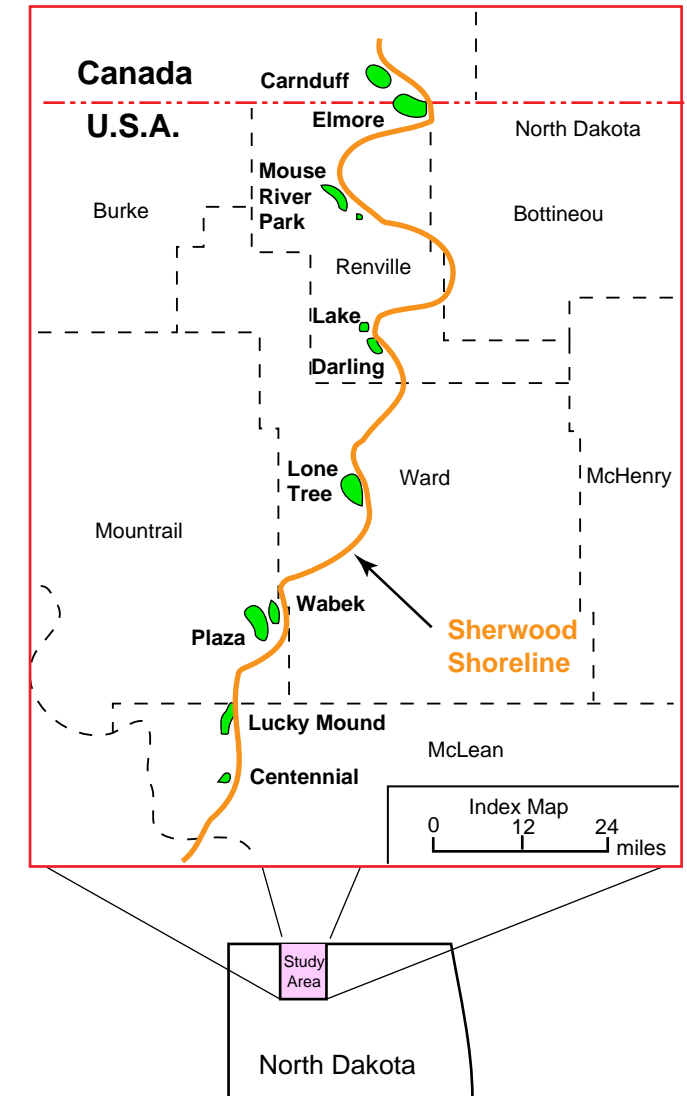 Canada
Carnduff
U.S.A.
Elmore
North Dakota
Mouse
River
Park
Burke
Bottineou
Renville
Lake
Darling
Lone
Tree
Ward
McHenry
Mountrail
Wabek
Plaza
Sherwood
Shoreline
Lucky Mound
McLean
Centennial
Index Map
0 12 24
miles
Study
Area
North Dakota